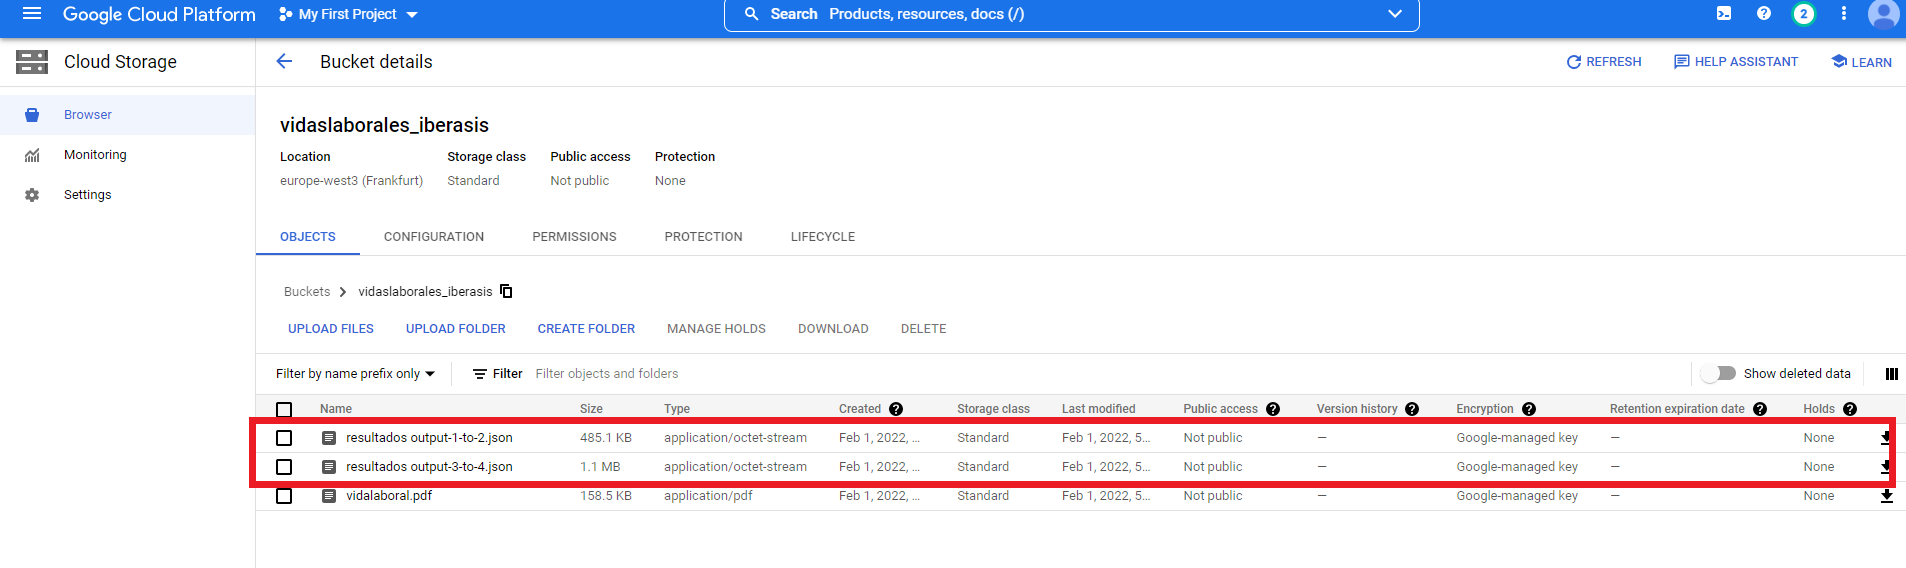 Google Cloud Platform My First Project Search Products, resources, docs (/) 2
Cloud Storage Bucket details REFRESH HELP ASSISTANT LEARN
Browser
Monitoring
Settings
vidaslaborales_iberasis
Location Storage class Public access Protection
europe-west3 (Frankfurt) Standard Not public None
OBJECTS CONFIGURATION PERMISSIONS PROTECTION LIFECYCLE
Buckets > vidaslaborales_iberasis
UPLOAD FILES UPLOAD FOLDER CREATE FOLDER MANAGE HOLDS DOWNLOAD DELETE
Filter by name prefix only Filter Filter objects and folders Show deleted data
Name Size Type Created Storage class Last modified Public access Version history Encryption Retention expiration date Holds
resultados output-1-to-2.json 485.1 KB application/octet-stream Feb 1, 2022, ... Standard Feb 1, 2022, 5... Not public — Google-managed key — None
resultados output-3-to-4.json 1.1 MB application/octet-stream Feb 1, 2022, ... Standard Feb 1, 2022, 5... Not public — Google-managed key — None
vidalaboral.pdf 158.5 KB application/pdf Feb 1, 2022, ... Standard Feb 1, 2022, 5... Not public — Google-managed key — None